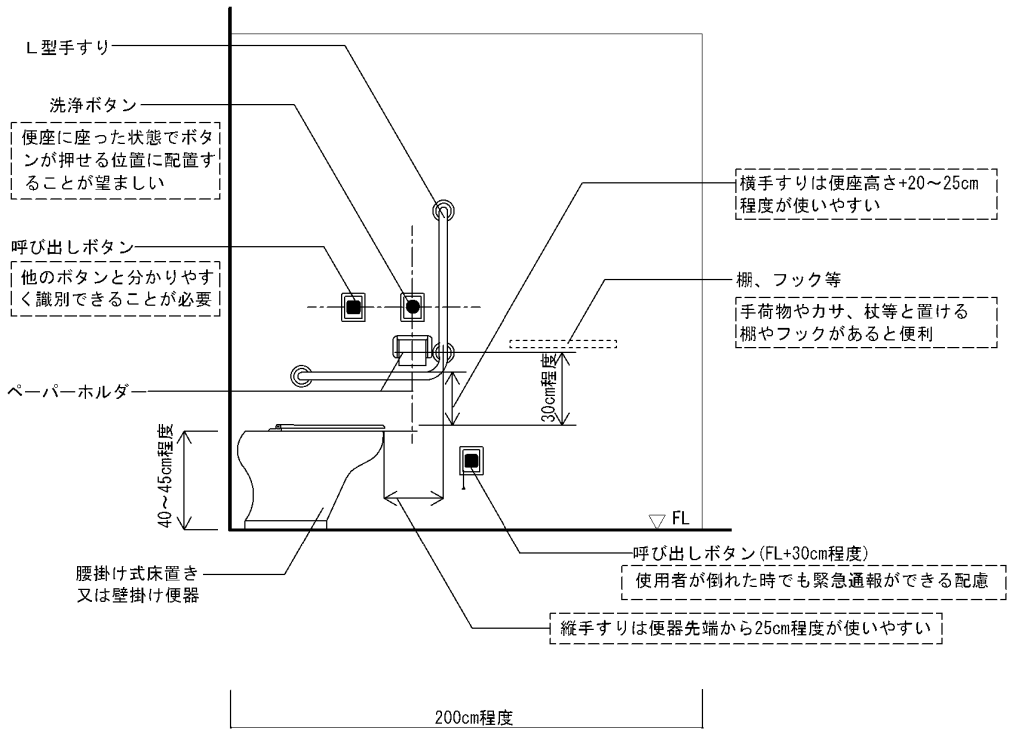 L型手すり
洗浄ボタン
便座に座った状態でボタ
ンが押せる位置に配置す
ることが望ましい
呼び出しボタン
他のボタンと分かりやす
く識別できることが必要
ペーパーホルダー
40～45cm程度
腰掛け式床置き
又は壁掛け便器
横手すりは便座高さ+20～25cm
程度が使いやすい
棚、フック等
手荷物やカサ、杖等と置ける
棚やフックがあると便利
30cm程度
FL
呼び出しボタン(FL+30cm程度)
使用者が倒れた時でも緊急通報ができる配慮
縦手すりは便器先端から25cm程度が使いやすい
200cm程度